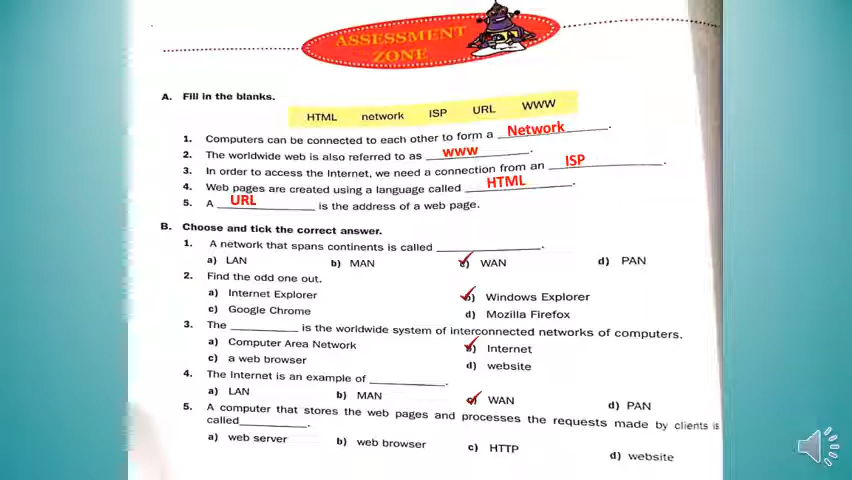 ASSESSMENT
ZONE
A. Fill in the blanks.
HTML network ISP URL WWW
1. Computers can be connected to each other to form a Network.
2. The worldwide web is also referred to as www.
3. In order to access the Internet, we need a connection from an ISP.
4. Web pages are created using a language called HTML.
5. A URL is the address of a web page.
B. Choose and tick the correct answer.
1. A network that spans continents is called ____________.
a) LAN b) MAN c) WAN d) PAN
2. Find the odd one out.
a) Internet Explorer b) Windows Explorer
c) Google Chrome d) Mozilla Firefox
3. The ____________ is the worldwide system of interconnected networks of computers.
a) Computer Area Network b) Internet
c) a web browser d) website
4. The Internet is an example of ____________.
a) LAN b) MAN c) WAN d) PAN
5. A computer that stores the web pages and processes the requests made by clients is
called____________.
a) web server b) web browser c) HTTP d) website